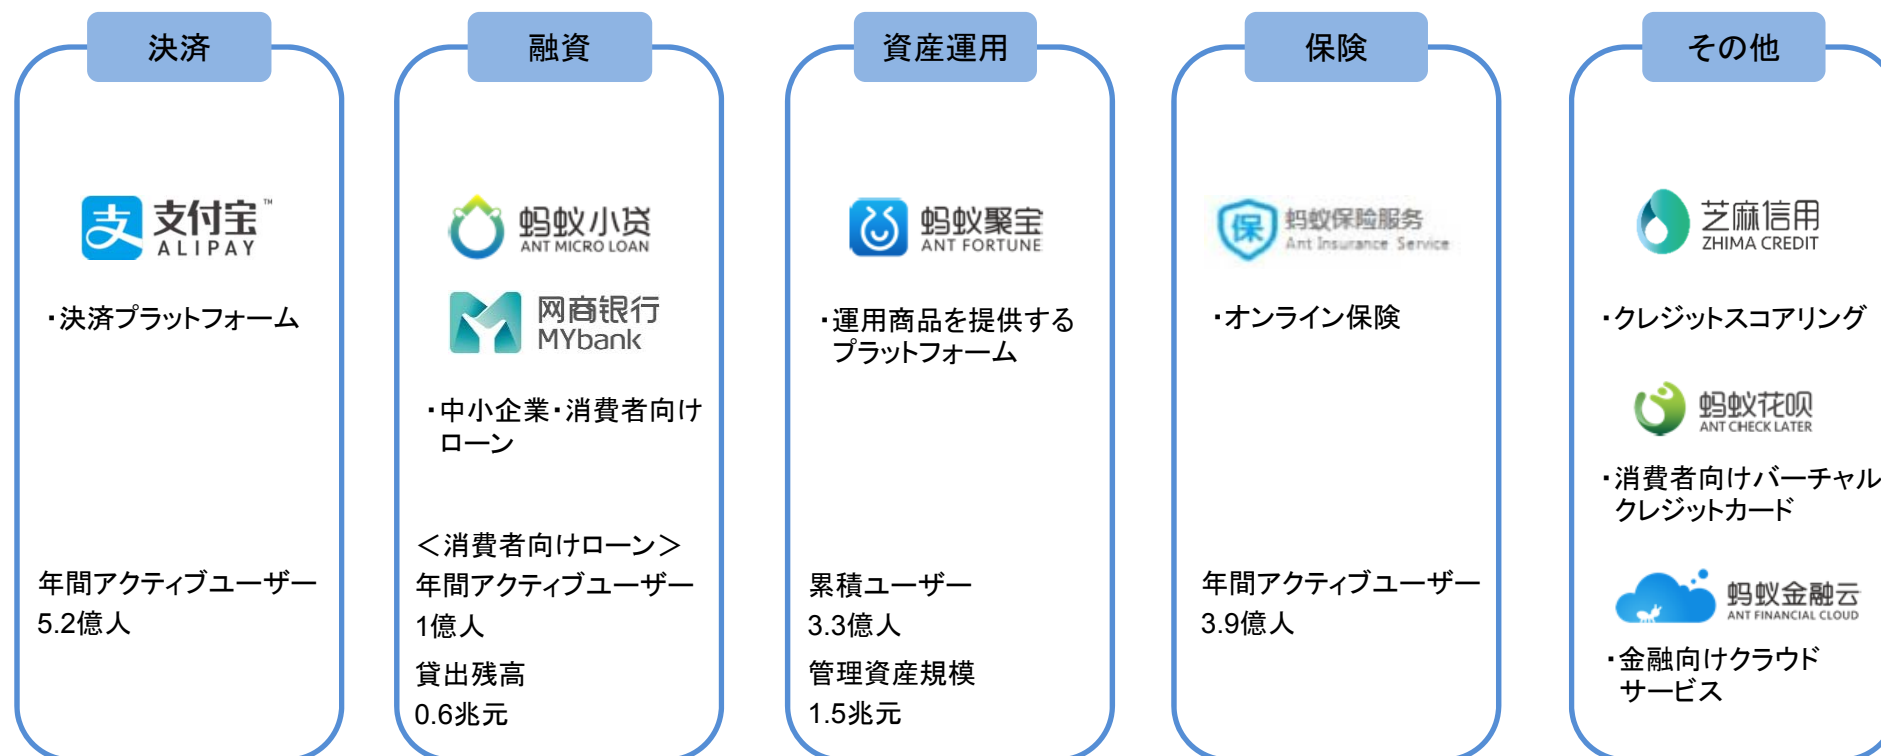 決済
支
支付宝™
ALIPAY
・決済プラットフォーム
年間アクティブユーザー
5.2億人
融資
蚂蚁小贷
ANT MICRO LOAN
网商银行
MYbank
・中小企業・消費者向け
ローン
＜消費者向けローン＞
年間アクティブユーザー
1億人
貸出残高
0.6兆元
資産運用
蚂蚁聚宝
ANT FORTUNE
・運用商品を提供する
プラットフォーム
累積ユーザー
3.3億人
管理資産規模
1.5兆元
保険
保
蚂蚁保险服务
Ant Insurance Service
・オンライン保険
年間アクティブユーザー
3.9億人
その他
芝麻信用
ZHIMA CREDIT
・クレジットスコアリング
蚂蚁花呗
ANT CHECK LATER
・消費者向けバーチャル
クレジットカード
蚂蚁金融云
ANT FINANCIAL CLOUD
・金融向けクラウド
サービス